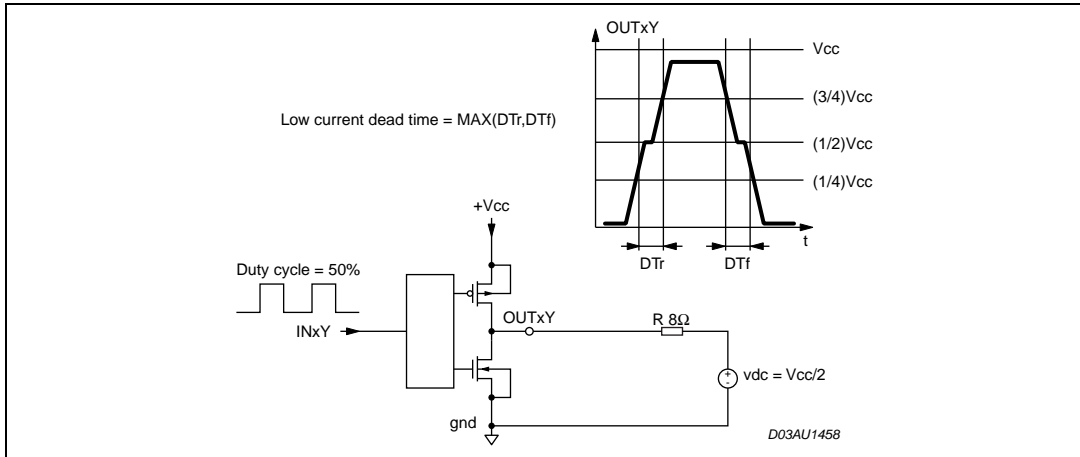 OUTxY
Vcc
(3/4)Vcc
Low current dead time = MAX(DTr,DTf)
(1/2)Vcc
(1/4)Vcc
+Vcc
t
DTr
DTf
Duty cycle = 50%
OUTxY
R 8Ω
INxY
+
-
vdc = Vcc/2
gnd
D03AU1458